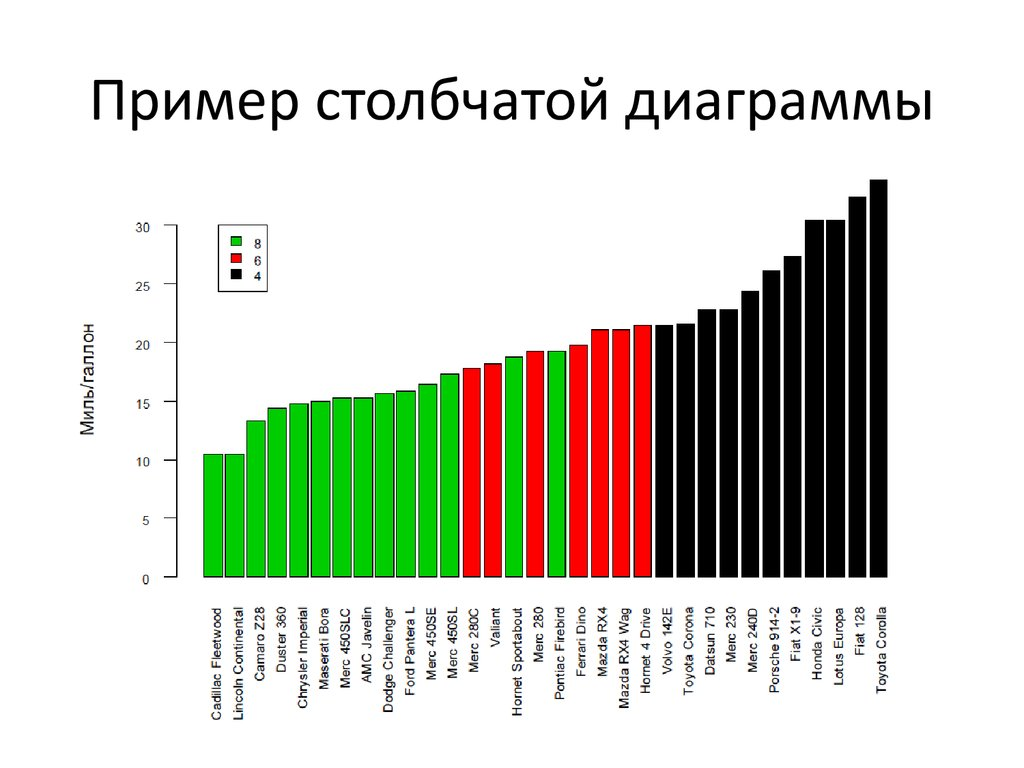 Пример столбчатой диаграммы
Миль/галлон
30
25
20
15
10
5
0
8
6
4
Cadillac Fleetwood
Lincoln Continental
Camaro Z28
Duster 360
Chrysler Imperial
Maserati Bora
Merc 450SLC
AMC Javelin
Dodge Challenger
Ford Pantera L
Merc 450SE
Merc 450SL
Merc 280C
Valiant
Hornet Sportabout
Merc 280
Pontiac Firebird
Ferrari Dino
Mazda RX4
Mazda RX4 Wag
Hornet 4 Drive
Volvo 142E
Toyota Corona
Datsun 710
Merc 230
Merc 240D
Porsche 914-2
Fiat X1-9
Honda Civic
Lotus Europa
Fiat 128
Toyota Corolla